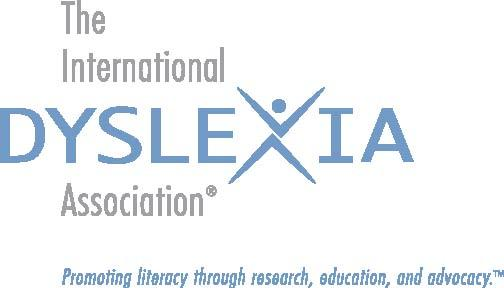 The
International
DYSLEXIA
Association®
Promoting literacy through research, education, and advocacy.™